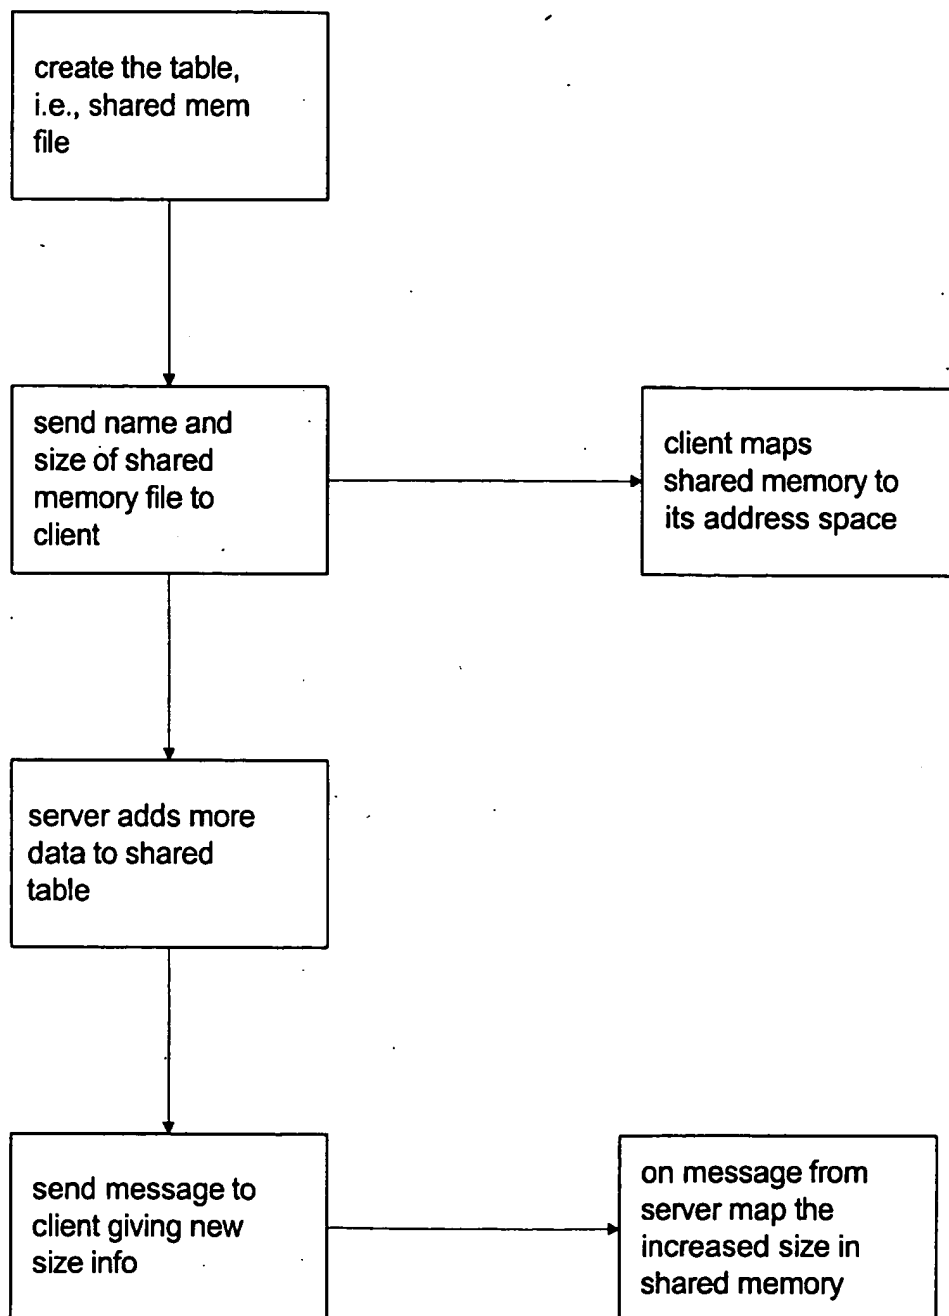 create the table,
i.e., shared mem
file
send name and
size of shared
memory file to
client
client maps
shared memory to
its address space
server adds more
data to shared
table
send message to
client giving new
size info
on message from
server map the
increased size in
shared memory